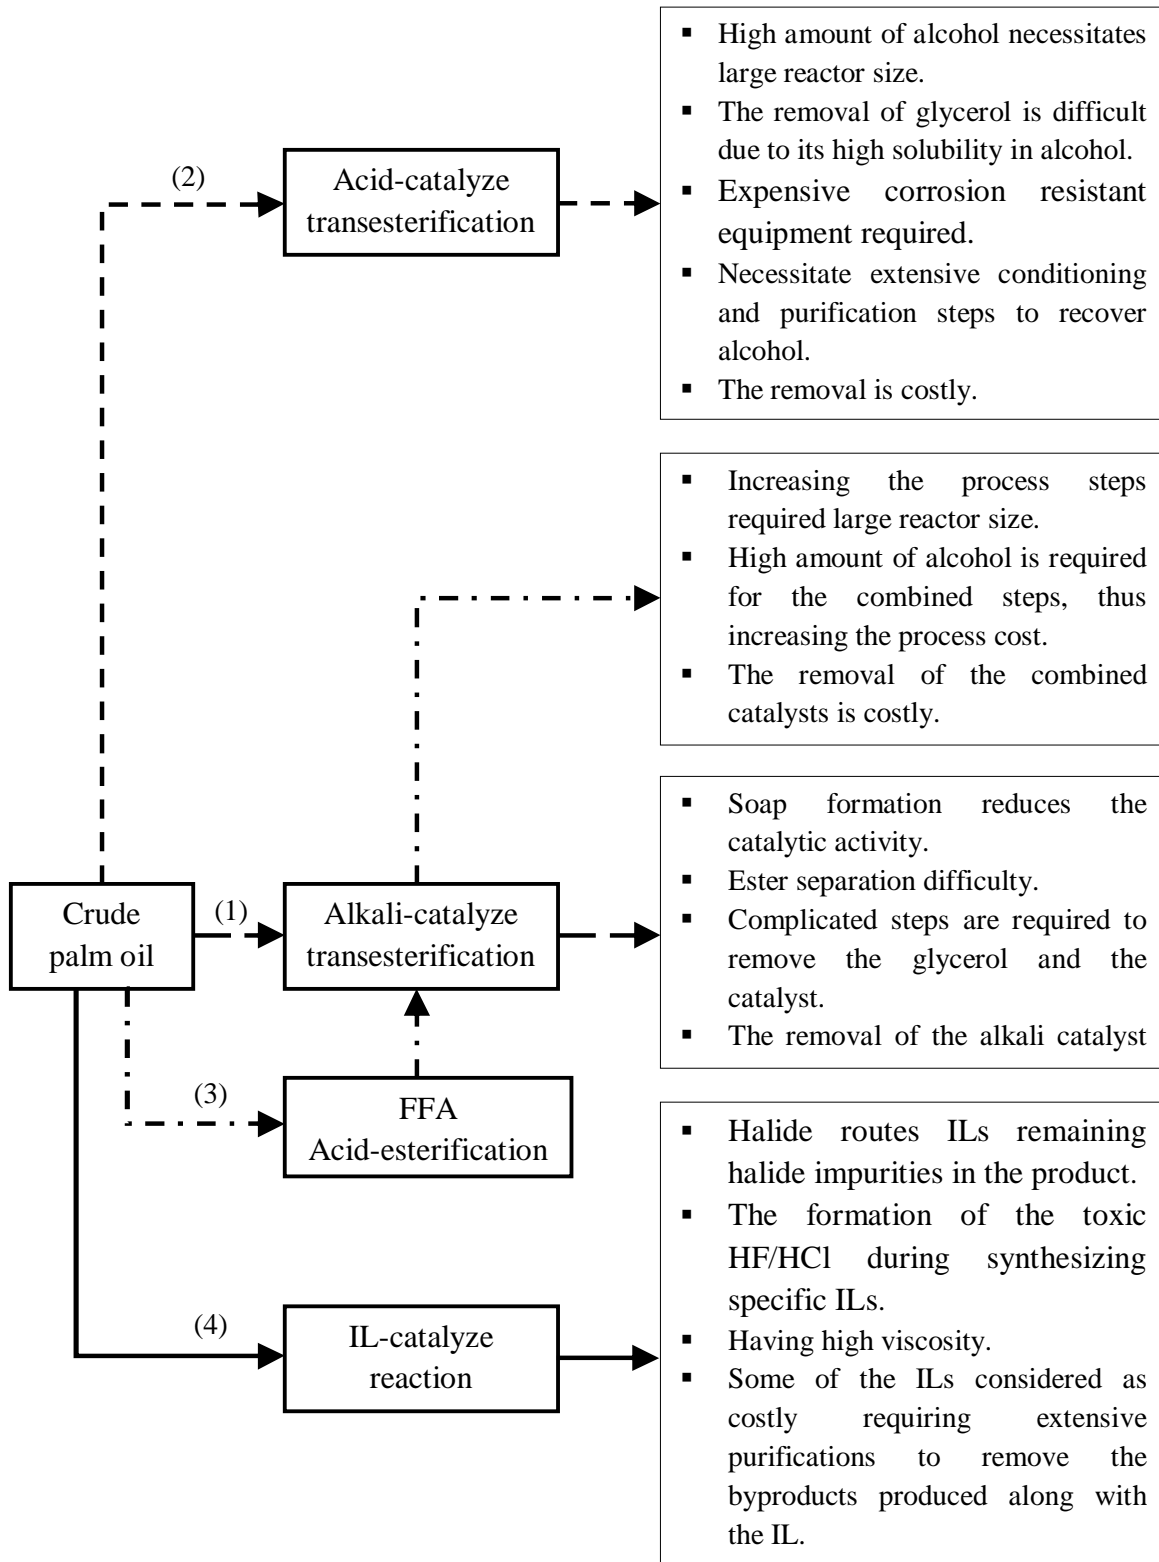 ▪ High amount of alcohol necessitates
large reactor size.
▪ The removal of glycerol is difficult
due to its high solubility in alcohol.
▪ Expensive corrosion resistant
equipment required.
▪ Necessitate extensive conditioning
and purification steps to recover
alcohol.
▪ The removal is costly.
(2)
Acid-catalyze
transesterification
▪ Increasing the process steps
required large reactor size.
▪ High amount of alcohol is required
for the combined steps, thus
increasing the process cost.
▪ The removal of the combined
catalysts is costly.
Crude
palm oil
(1)
Alkali-catalyze
transesterification
▪ Soap formation reduces the
catalytic activity.
▪ Ester separation difficulty.
▪ Complicated steps are required to
remove the glycerol and the
catalyst.
▪ The removal of the alkali catalyst
(3)
FFA
Acid-esterification
(4)
IL-catalyze
reaction
▪ Halide routes ILs remaining
halide impurities in the product.
▪ The formation of the toxic
HF/HCl during synthesizing
specific ILs.
▪ Having high viscosity.
▪ Some of the ILs considered as
costly requiring extensive
purifications to remove the
byproducts produced along with
the IL.